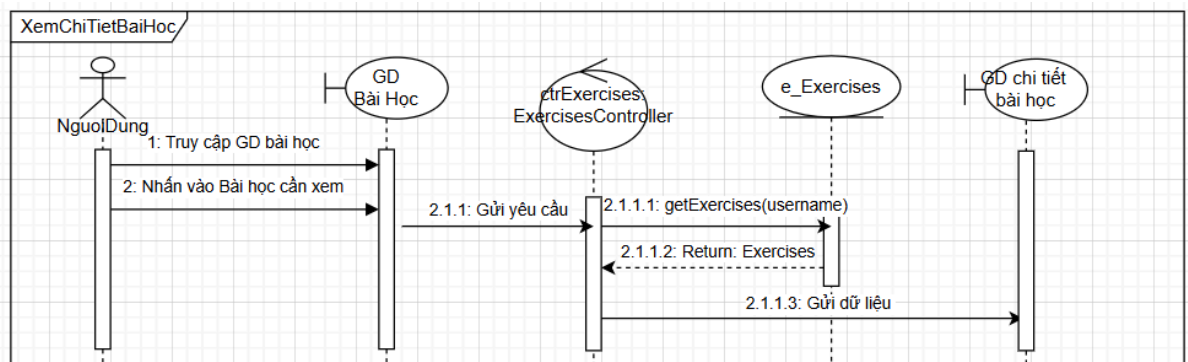 XemChiTietBaiHoc
NguoiDung
GD
Bài Học
ctrExercises:
ExercisesController
e_Exercises
GD chi tiết
bài học
1: Truy cập GD bài học
2: Nhấn vào Bài học cần xem
2.1.1: Gửi yêu cầu
2.1.1.1: getExercises(username)
2.1.1.2: Return: Exercises
2.1.1.3: Gửi dữ liệu